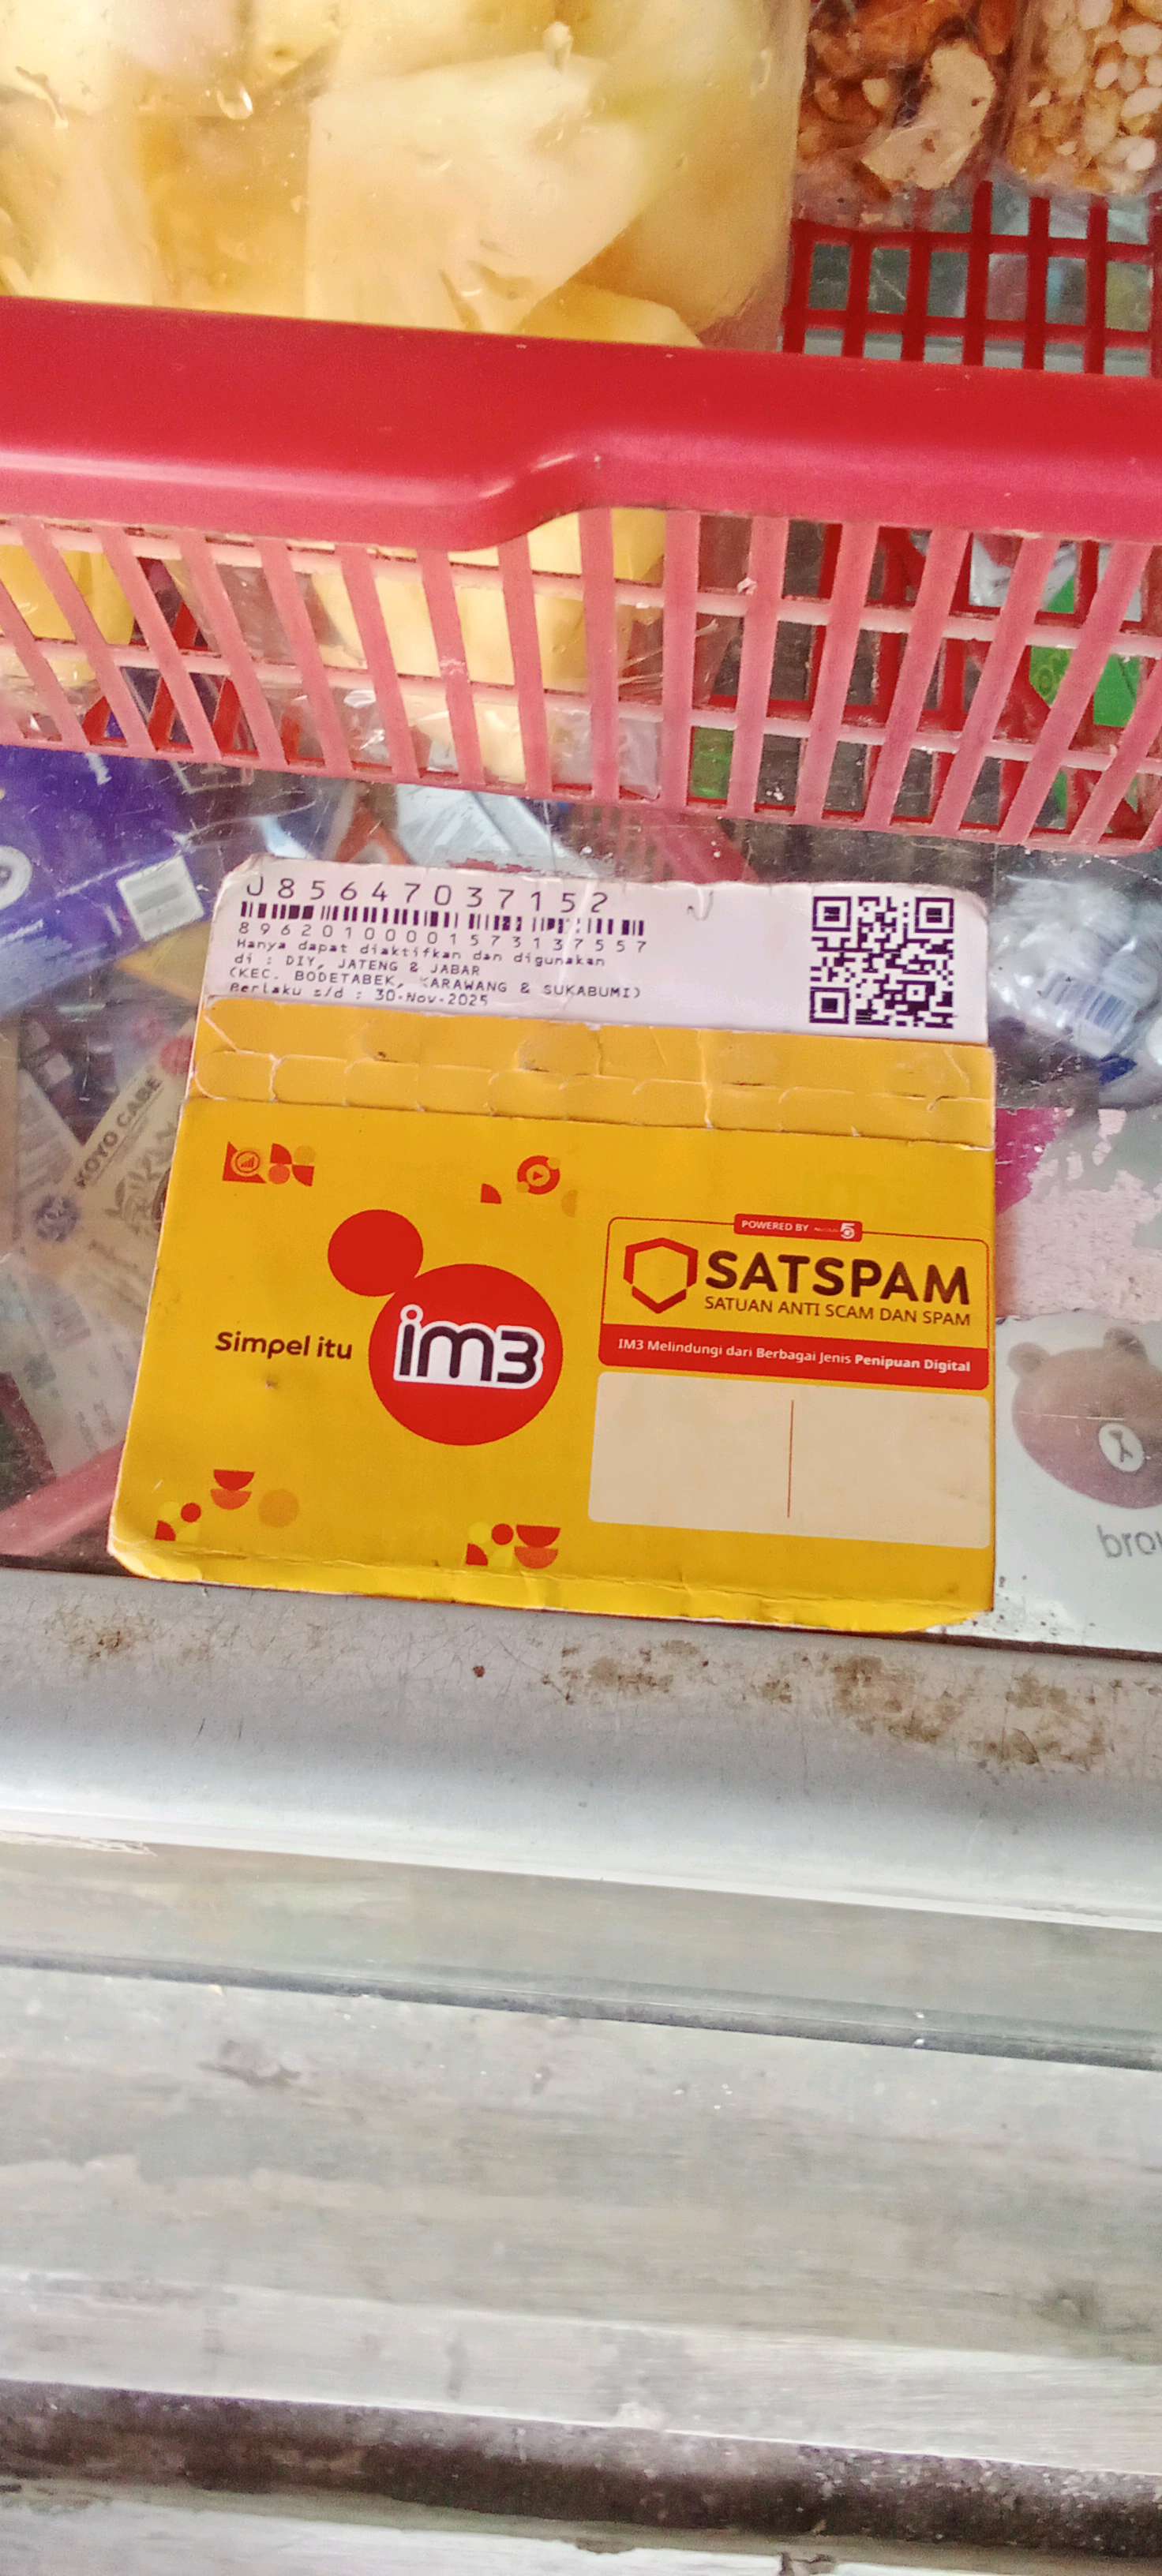 085647037152
89620100001573137557
Hanya dapat diaktifkan dan digunakan
di : DIY, JATENG & JABAR
(KEC. BODETABEK, KARAWANG & SUKABUMI)
Berlaku s/d : 30-Nov-2025
KOYO CABE
POWERED BY 5
SATSPAM
SATUAN ANTI SCAM DAN SPAM
IM3 Melindungi dari Berbagai Jenis Penipuan Digital
Simpel itu im3